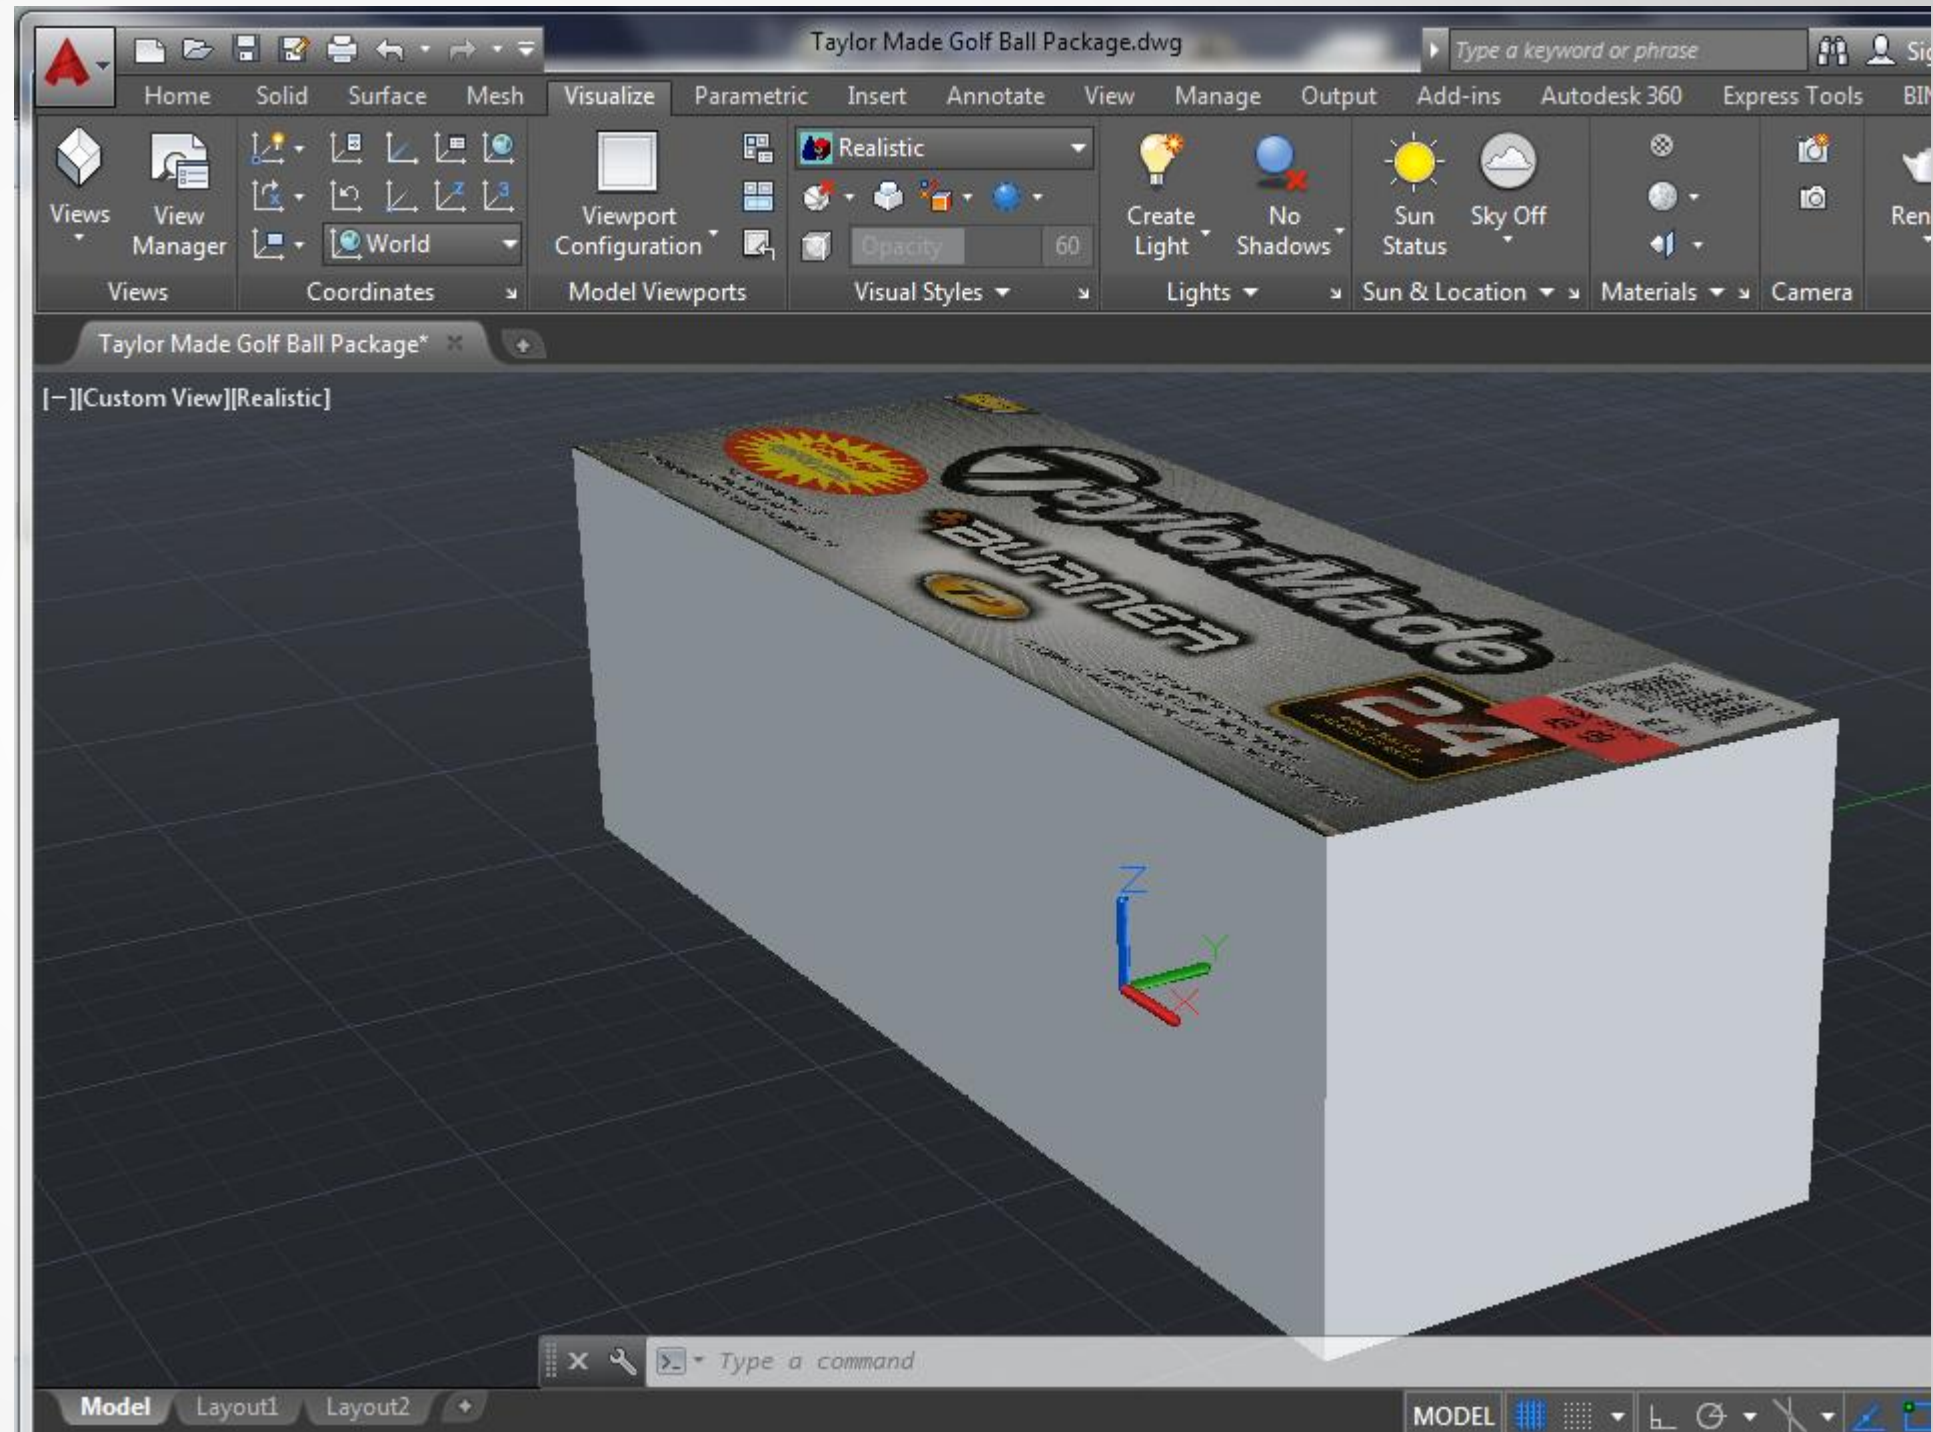 Taylor Made Golf Ball Package.dwg
Type a keyword or phrase
Home Solid Surface Mesh Visualize Parametric Insert Annotate View Manage Output Add-ins Autodesk 360 Express Tools
Views
View Manager
World
Viewport Configuration
Realistic
Opacity 60
Create Light
No Shadows
Sun Status
Sky Off
Views Coordinates Model Viewports Visual Styles Lights Sun & Location Materials Camera
Taylor Made Golf Ball Package*
[−][Custom View][Realistic]
TaylorMade
BURNER
24
Z
Y
X
Type a command
Model Layout1 Layout2
MODEL